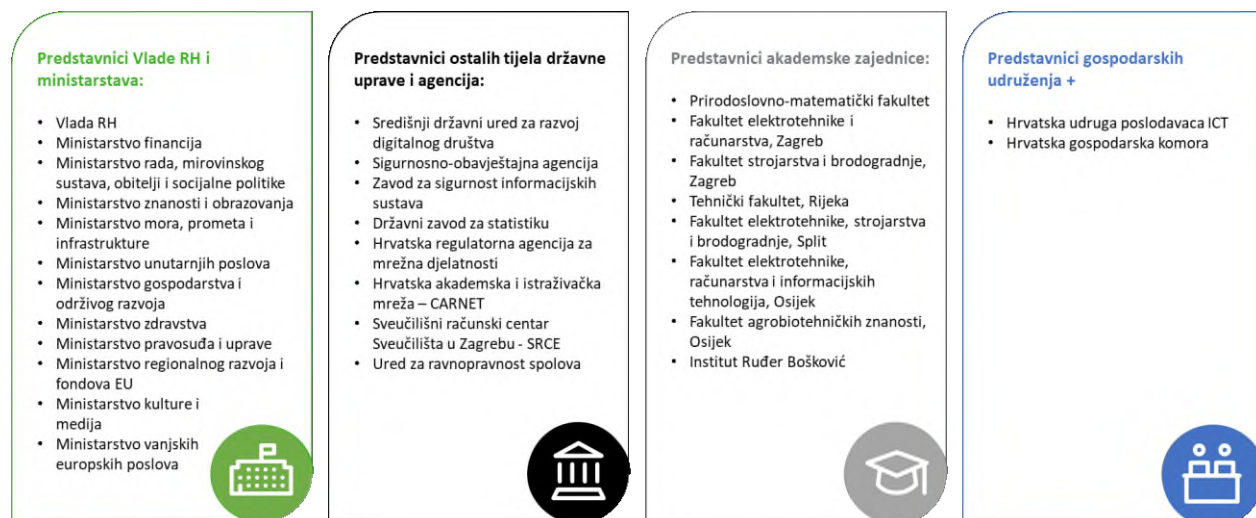 Predstavnici Vlade RH i
ministarstava:
• Vlada RH
• Ministarstvo financija
• Ministarstvo rada, mirovinskog
sustava, obitelji i socijalne politike
• Ministarstvo znanosti i obrazovanja
• Ministarstvo mora, prometa i
infrastrukture
• Ministarstvo unutarnjih poslova
• Ministarstvo gospodarstva i
održivog razvoja
• Ministarstvo zdravstva
• Ministarstvo pravosuđa i uprave
• Ministarstvo regionalnog razvoja i
fondova EU
• Ministarstvo kulture i
medija
• Ministarstvo vanjskih
europskih poslova
Predstavnici ostalih tijela državne
uprave i agencija:
• Središnji državni ured za razvoj
digitalnog društva
• Sigurnosno-obavještajna agencija
• Zavod za sigurnost informacijskih
sustava
• Državni zavod za statistiku
• Hrvatska regulatorna agencija za
mrežna djelatnosti
• Hrvatska akademska i istraživačka
mreža – CARNET
• Sveučilišni računski centar
Sveučilišta u Zagrebu - SRCE
• Ured za ravnopravnost spolova
Predstavnici akademske zajednice:
• Prirodoslovno-matematički fakultet
• Fakultet elektrotehnike i
računarstva, Zagreb
• Fakultet strojarstva i brodogradnje,
Zagreb
• Tehnički fakultet, Rijeka
• Fakultet elektrotehnike, strojarstva
i brodogradnje, Split
• Fakultet elektrotehnike,
računarstva i informacijskih
tehnologija, Osijek
• Fakultet agrobiotehničkih znanosti,
Osijek
• Institut Ruđer Bošković
Predstavnici gospodarskih
udruženja +
• Hrvatska udruga poslodavaca ICT
• Hrvatska gospodarska komora